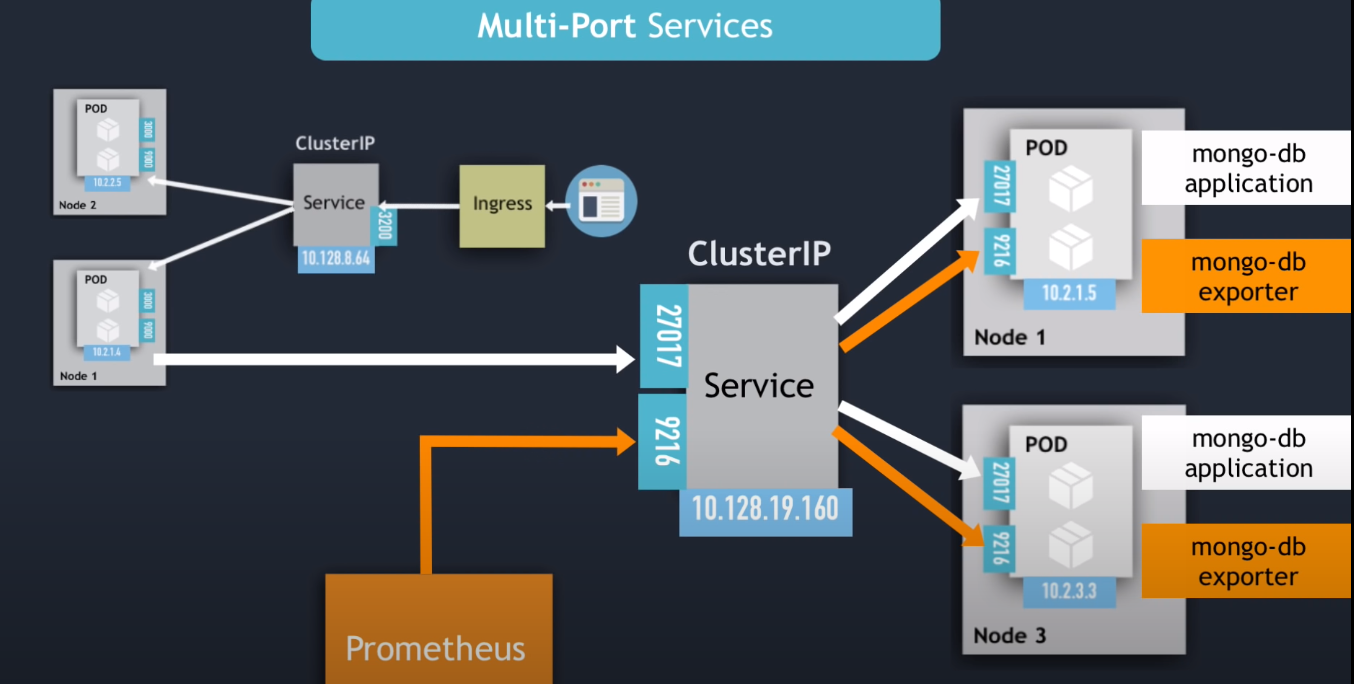 Multi-Port Services
POD
3000
9000
10.2.2.5
Node 2
ClusterIP
Service
3200
10.128.8.64
Ingress
POD
3000
9000
10.2.1.4
Node 1
ClusterIP
27017
9216
Service
10.128.19.160
Prometheus
POD
27017
9216
10.2.1.5
Node 1
mongo-db
application
mongo-db
exporter
POD
27017
9216
10.2.3.3
Node 3
mongo-db
application
mongo-db
exporter